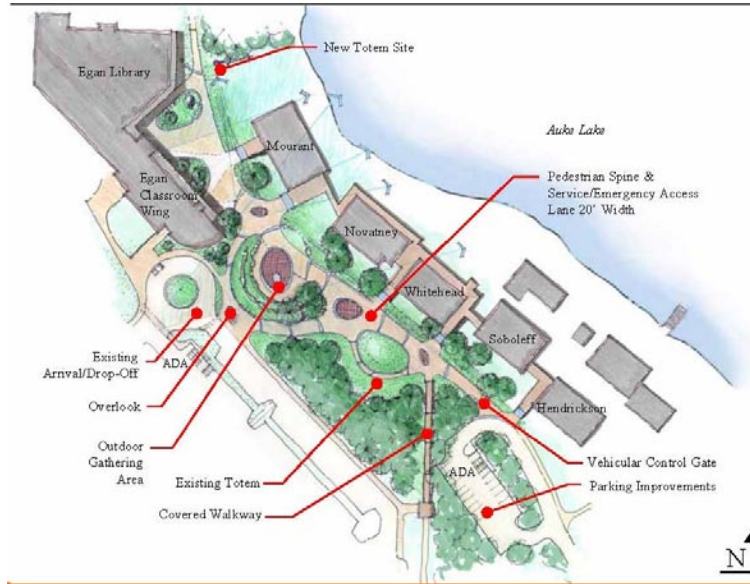 New Totem Site
Egan Library
Auke Lake
Mourant
Pedestrian Spine &
Service/Emergency Access
Lane 20' Width
Egan
Classroom
Wing
Novatney
Whitehead
Soboleff
Existing
Arrival/Drop-Off
ADA
Overlook
Hendrickson
Outdoor
Gathering
Area
Existing Totem
Covered Walkway
ADA
Vehicular Control Gate
Parking Improvements
N